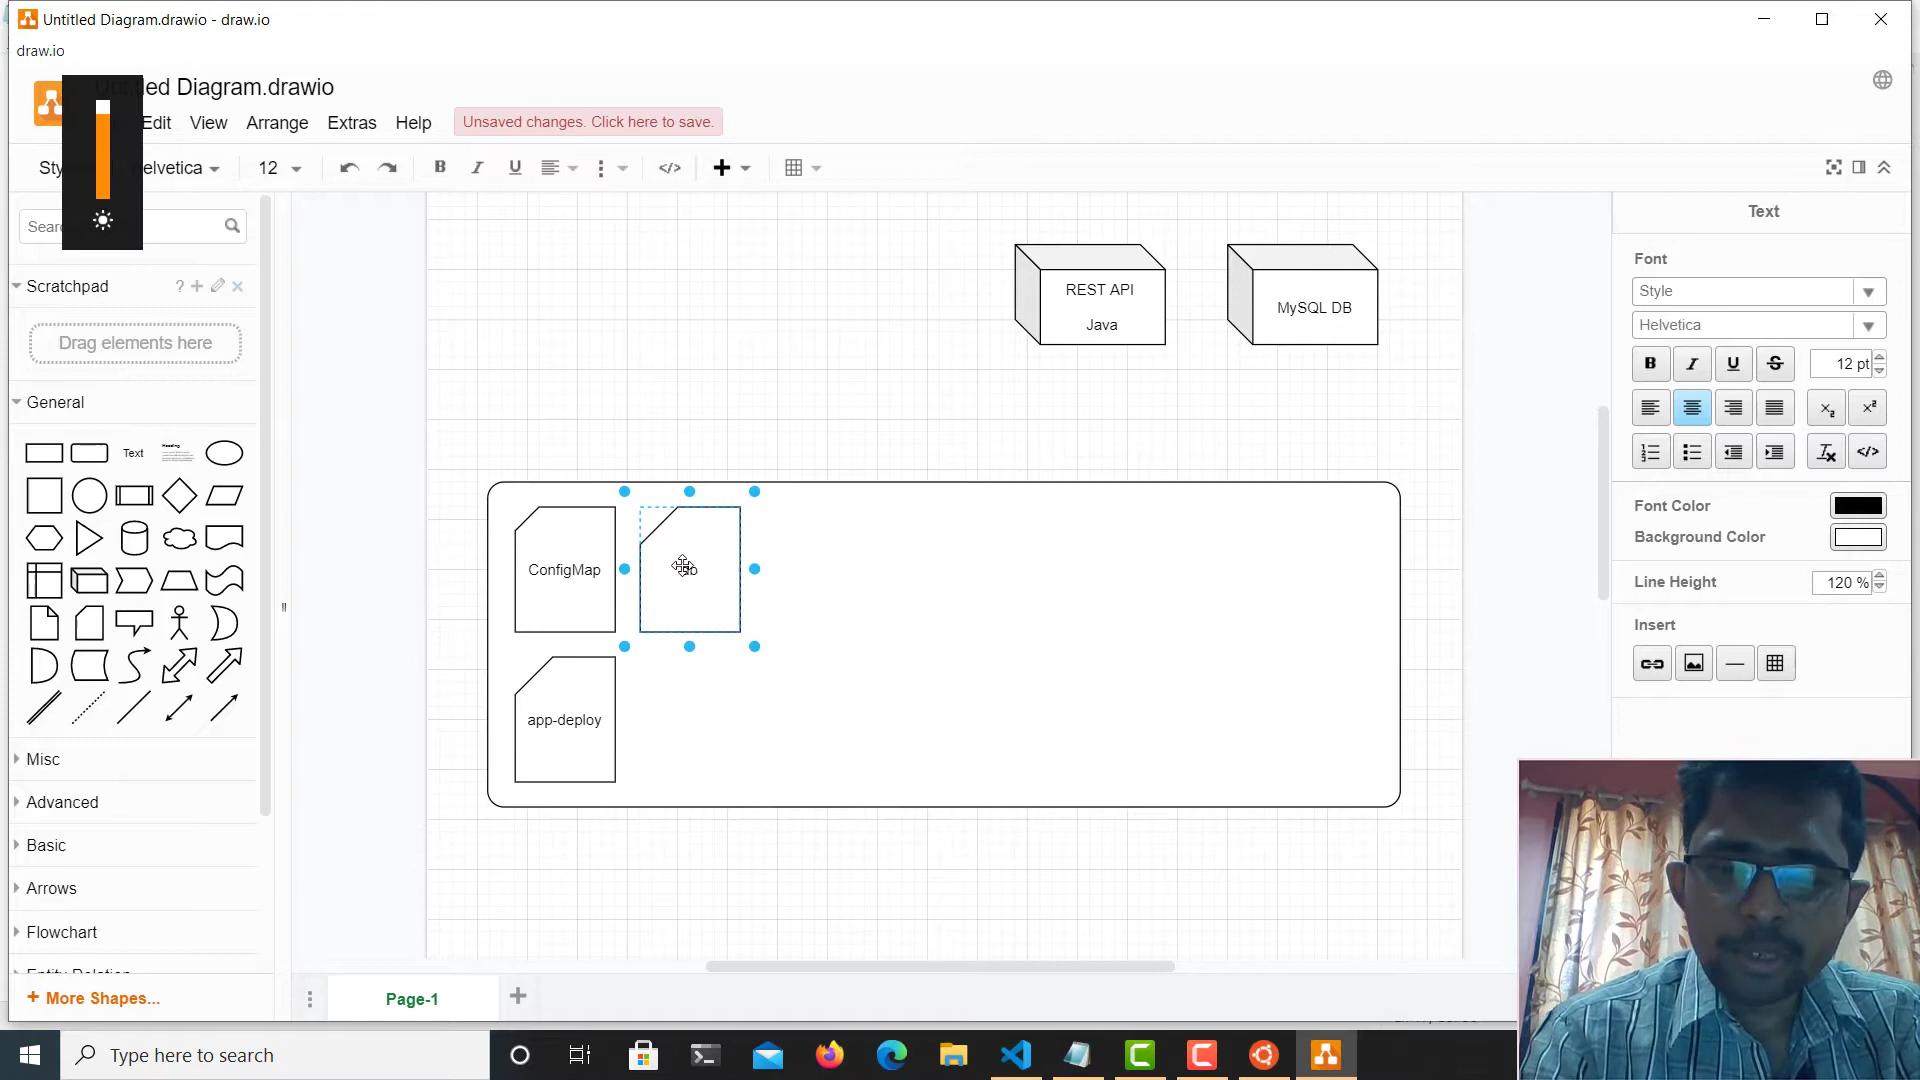 Untitled Diagram.drawio - draw.io
draw.io
Diagram.drawio
Edit View Arrange Extras Help Unsaved changes. Click here to save.
12 B I U </>
Text
Scratchpad ?
Drag elements here
General
Text
Heading
Misc
Advanced
Basic
Arrows
Flowchart
+ More Shapes...
REST API
Java
MySQL DB
ConfigMap
app-deploy
Page-1
Text
Font
Style
Helvetica
B I U S 12 pt
Font Color
Background Color
Line Height 120 %
Insert
Type here to search